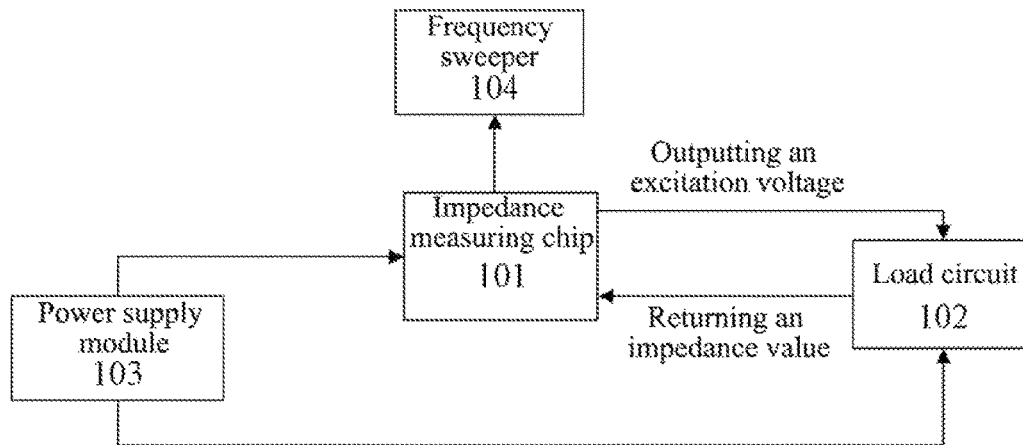 Frequency
sweeper
104
Outputting an
excitation voltage
Impedance
measuring chip
101
Load circuit
102
Power supply
module
103
Returning an
impedance value